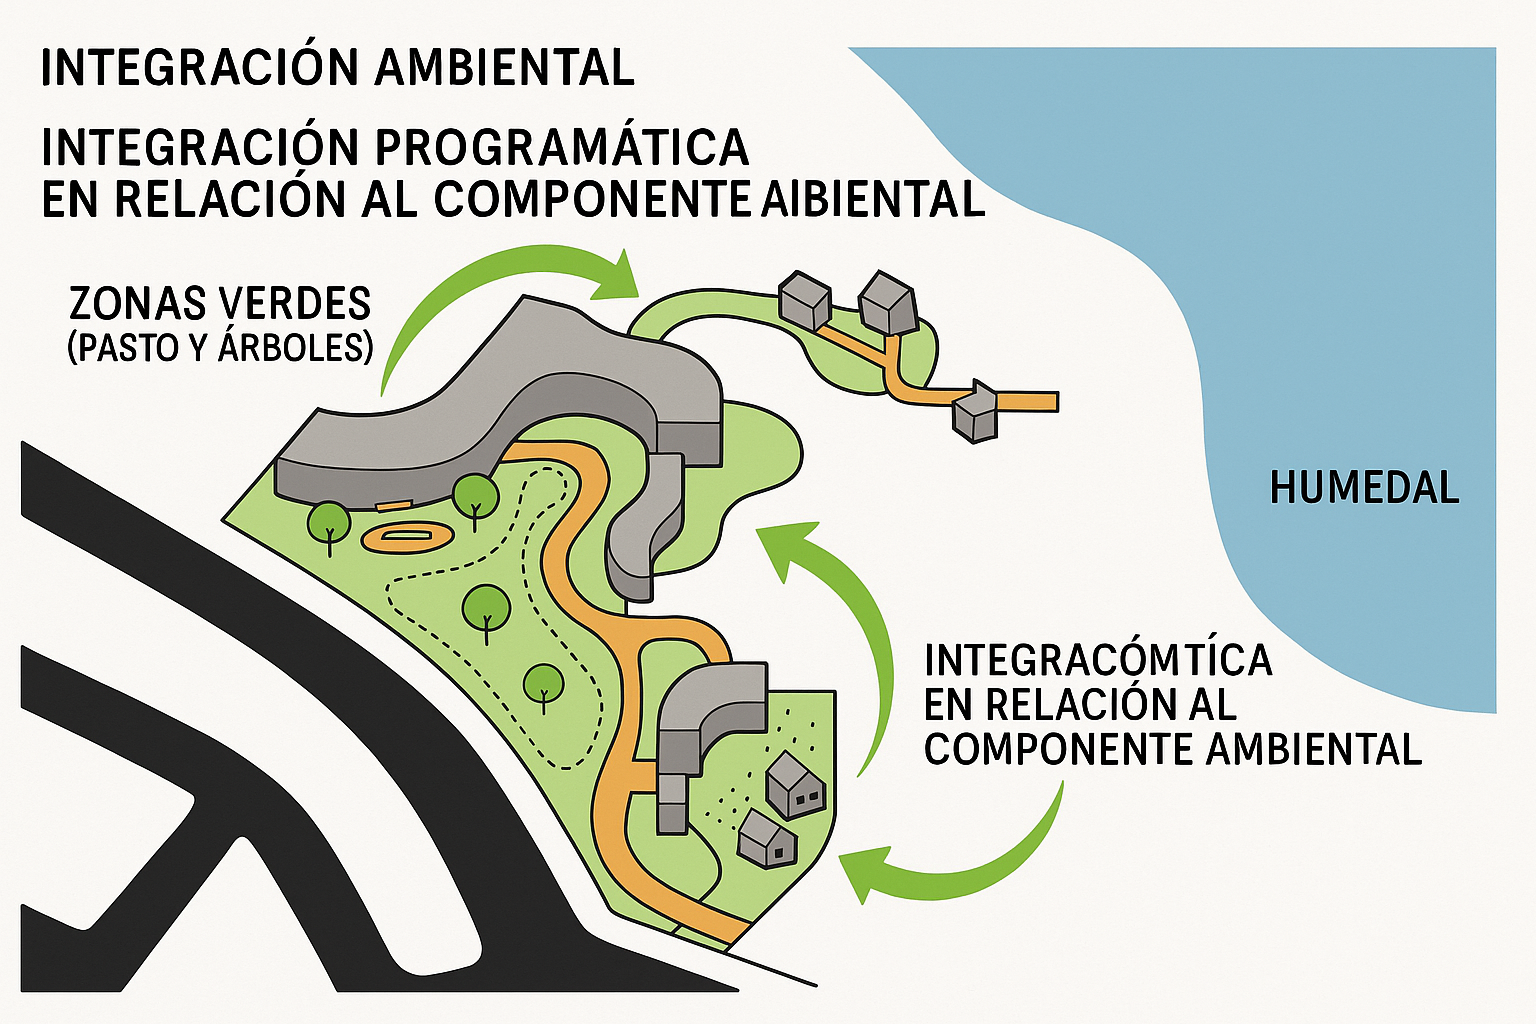 INTEGRACIÓN AMBIENTAL
INTEGRACIÓN PROGRAMÁTICA
EN RELACIÓN AL COMPONENTE AIBIENTAL
ZONAS VERDES
(PASTO Y ÁRBOLES)
HUMEDAL
INTEGRACÓMTÍCA
EN RELACIÓN AL
COMPONENTE AMBIENTAL